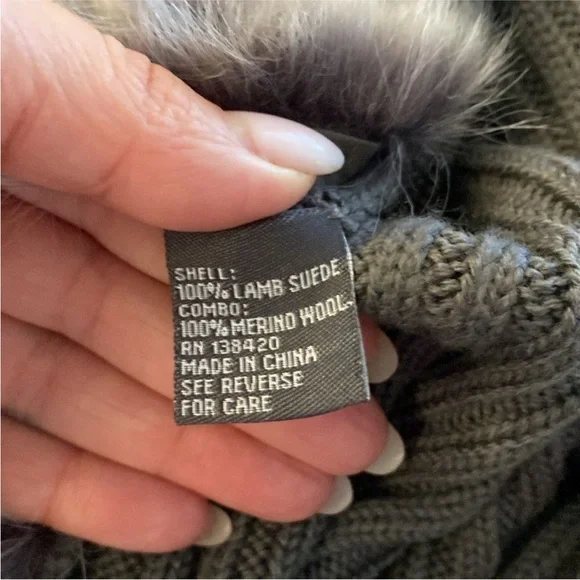 SHELL:
100% LAMB SUEDE
COMBO:
100% MERINO WOOL
RN 138420
MADE IN CHINA
SEE REVERSE
FOR CARE